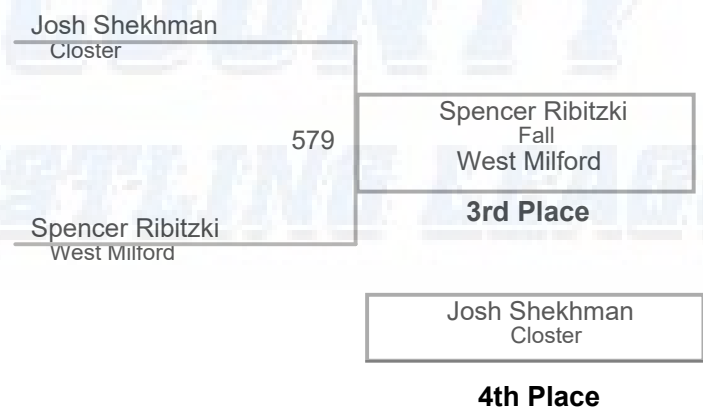 COUNTY
Josh Shekhman
Closter
579
Spencer Ribitzki
Fall
West Milford
3rd Place
Spencer Ribitzki
West Milford
Josh Shekhman
Closter
4th Place